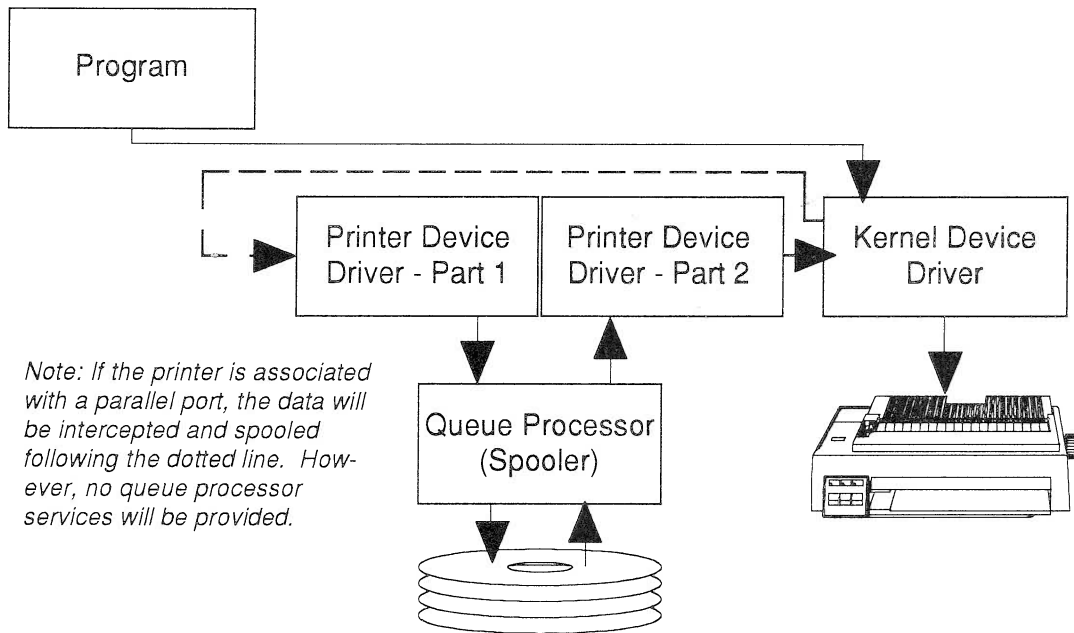 Program
Printer Device
Driver - Part 1
Printer Device
Driver - Part 2
Kernel Device
Driver
Note: If the printer is associated
with a parallel port, the data will
be intercepted and spooled
following the dotted line. How-
ever, no queue processor
services will be provided.
Queue Processor
(Spooler)